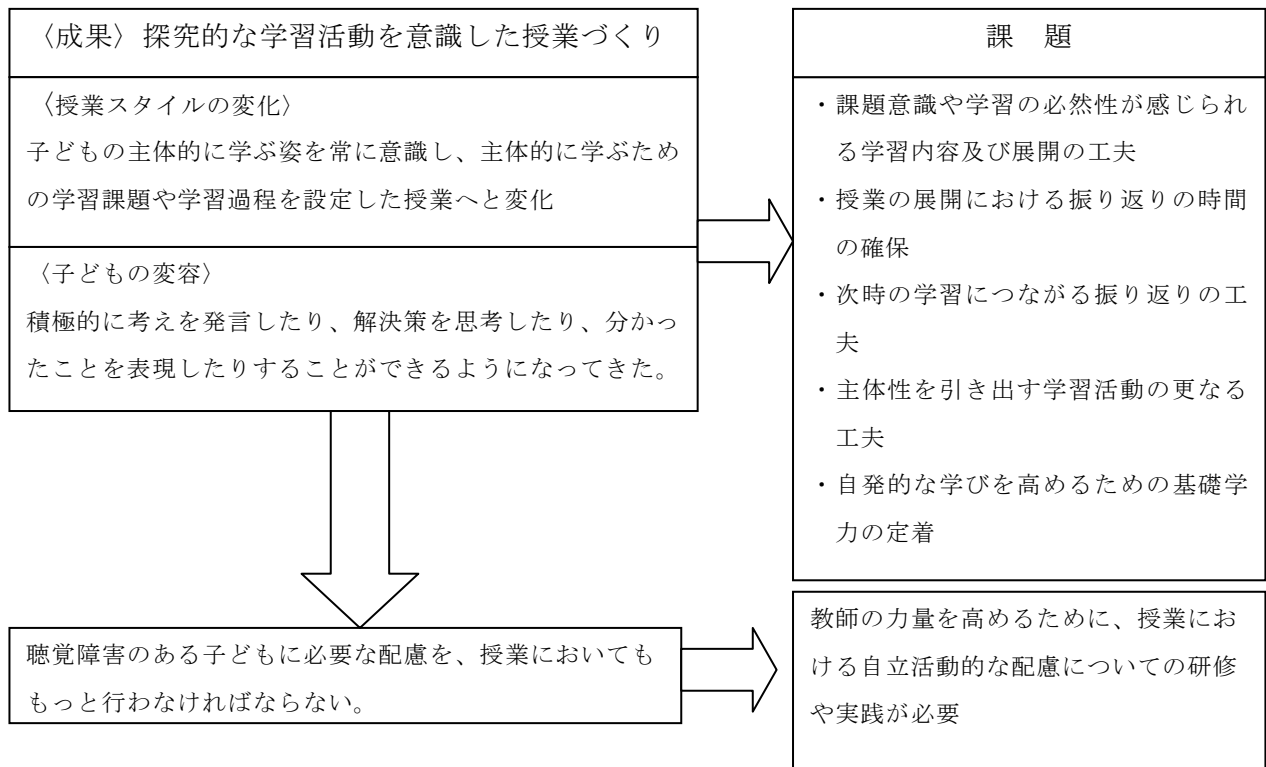 〈成果〉探究的な学習活動を意識した授業づくり
〈授業スタイルの変化〉
子どもの主体的に学ぶ姿を常に意識し、主体的に学ぶため
の学習課題や学習過程を設定した授業へと変化
〈子どもの変容〉
積極的に考えを発言したり、解決策を思考したり、分かっ
たことを表現したりすることができるようになってきた。
課　題
・課題意識や学習の必然性が感じられ
る学習内容及び展開の工夫
・授業の展開における振り返りの時間
の確保
・次時の学習につながる振り返りの工
夫
・主体性を引き出す学習活動の更なる
工夫
・自発的な学びを高めるための基礎学
力の定着
聴覚障害のある子どもに必要な配慮を、授業においても
もっと行わなければならない。
教師の力量を高めるために、授業にお
ける自立活動的な配慮についての研修
や実践が必要